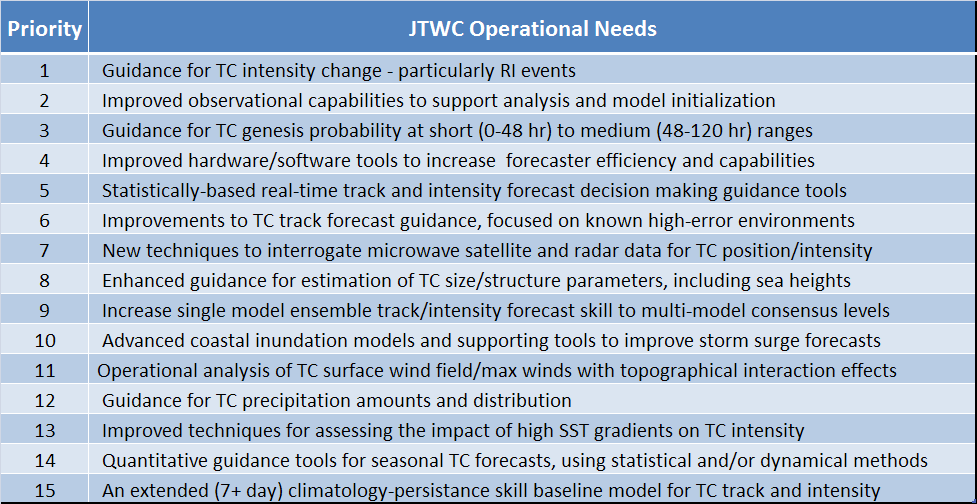 Priority JTWC Operational Needs
1 Guidance for TC intensity change - particularly RI events
2 Improved observational capabilities to support analysis and model initialization
3 Guidance for TC genesis probability at short (0-48 hr) to medium (48-120 hr) ranges
4 Improved hardware/software tools to increase forecaster efficiency and capabilities
5 Statistically-based real-time track and intensity forecast decision making guidance tools
6 Improvements to TC track forecast guidance, focused on known high-error environments
7 New techniques to interrogate microwave satellite and radar data for TC position/intensity
8 Enhanced guidance for estimation of TC size/structure parameters, including sea heights
9 Increase single model ensemble track/intensity forecast skill to multi-model consensus levels
10 Advanced coastal inundation models and supporting tools to improve storm surge forecasts
11 Operational analysis of TC surface wind field/max winds with topographical interaction effects
12 Guidance for TC precipitation amounts and distribution
13 Improved techniques for assessing the impact of high SST gradients on TC intensity
14 Quantitative guidance tools for seasonal TC forecasts, using statistical and/or dynamical methods
15 An extended (7+ day) climatology-persistance skill baseline model for TC track and intensity